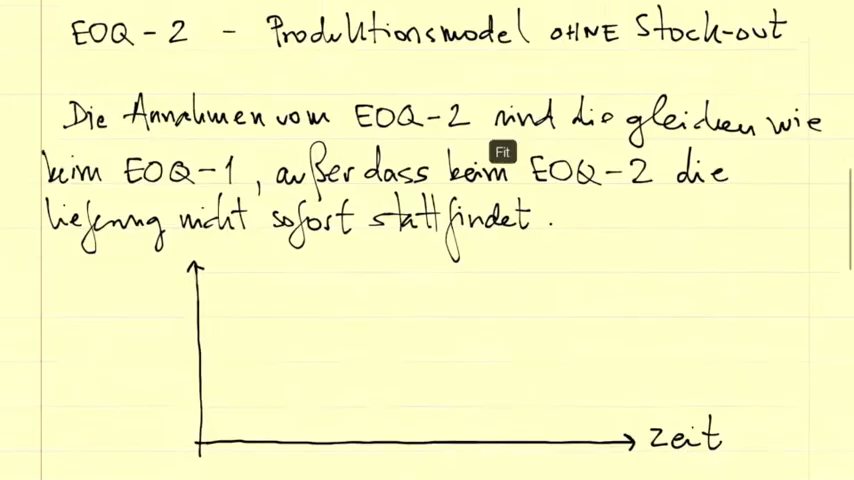 EOQ-2 - Produktionsmodel OHNE Stock-out
Die Annahmen vom EOQ-2 sind die gleichen wie
Fit
beim EOQ-1, außer dass beim EOQ-2 die
Lieferung nicht sofort stattfindet.
Zeit